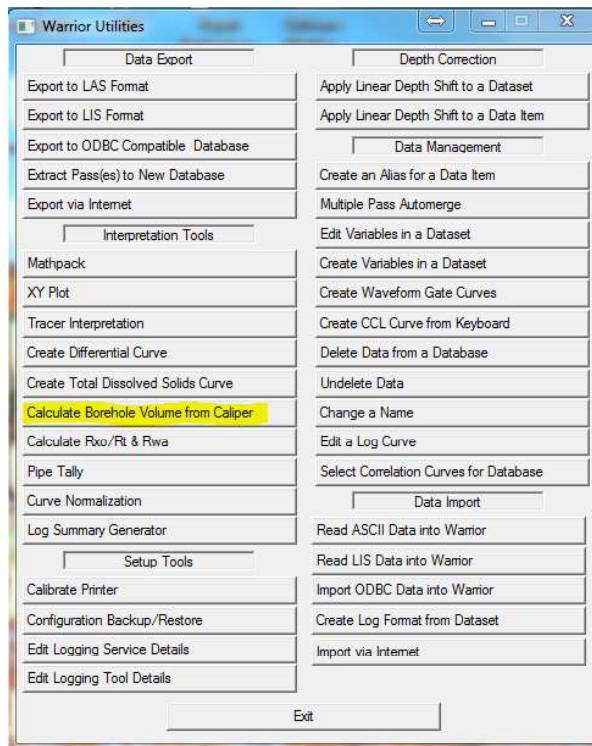 Warrior Utilities
Data Export
Export to LAS Format
Export to LIS Format
Export to ODBC Compatible Database
Extract Pass(es) to New Database
Export via Internet
Interpretation Tools
Mathpack
XY Plot
Tracer Interpretation
Create Differential Curve
Create Total Dissolved Solids Curve
Calculate Borehole Volume from Caliper
Calculate Rxo/Rt & Rwa
Pipe Tally
Curve Normalization
Log Summary Generator
Setup Tools
Calibrate Printer
Configuration Backup/Restore
Edit Logging Service Details
Edit Logging Tool Details
Depth Correction
Apply Linear Depth Shift to a Dataset
Apply Linear Depth Shift to a Data Item
Data Management
Create an Alias for a Data Item
Multiple Pass Automerge
Edit Variables in a Dataset
Create Variables in a Dataset
Create Waveform Gate Curves
Create CCL Curve from Keyboard
Delete Data from a Database
Undelete Data
Change a Name
Edit a Log Curve
Select Correlation Curves for Database
Data Import
Read ASCII Data into Warrior
Read LIS Data into Warrior
Import ODBC Data into Warrior
Create Log Format from Dataset
Import via Internet
Exit